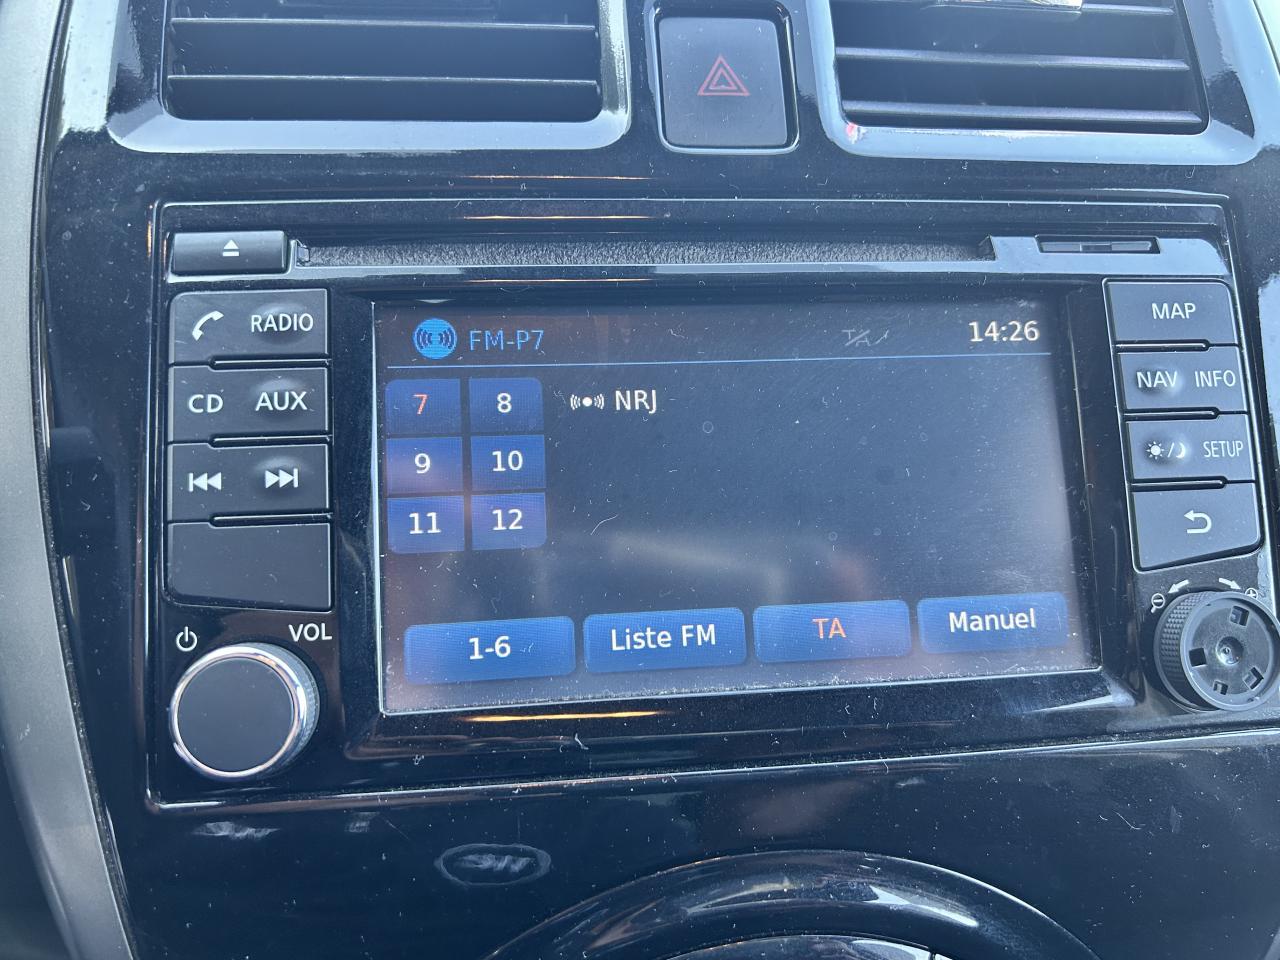 RADIO
CD AUX
VOL
FM-P7 TA 14:26
7 8 NRJ
9 10
11 12
1-6 Liste FM TA Manuel
MAP
NAV INFO
SETUP